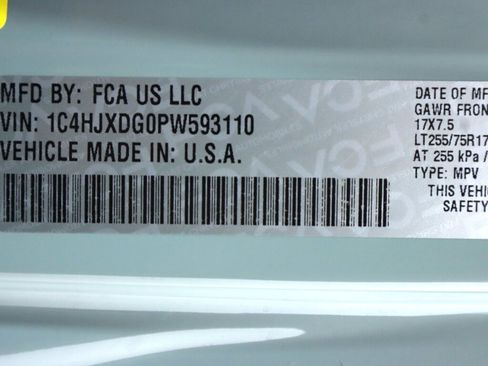 MFD BY: FCA US LLC
VIN: 1C4HJXDG0PW593110
VEHICLE MADE IN: U.S.A.
DATE OF MF
GAWR FRON
17X7.5
LT255/75R17
AT 255 kPa /
TYPE: MPV
THIS VEHIC
SAFETY